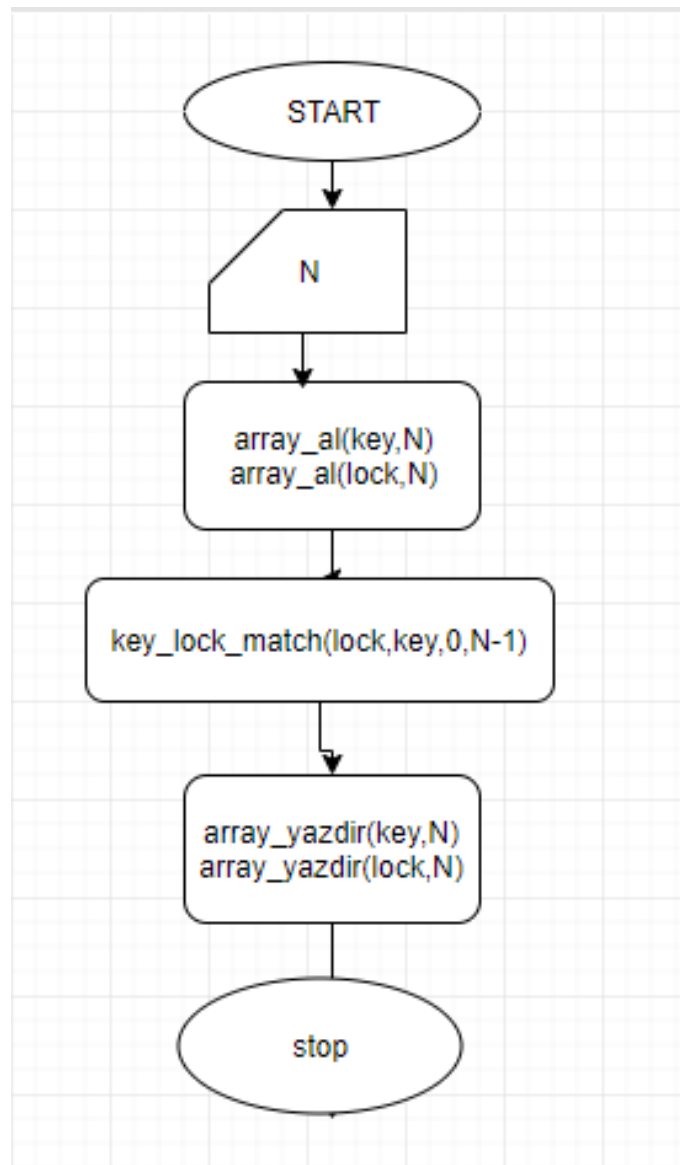 START
N
array_al(key,N)
array_al(lock,N)
key_lock_match(lock,key,0,N-1)
array_yazdir(key,N)
array_yazdir(lock,N)
stop